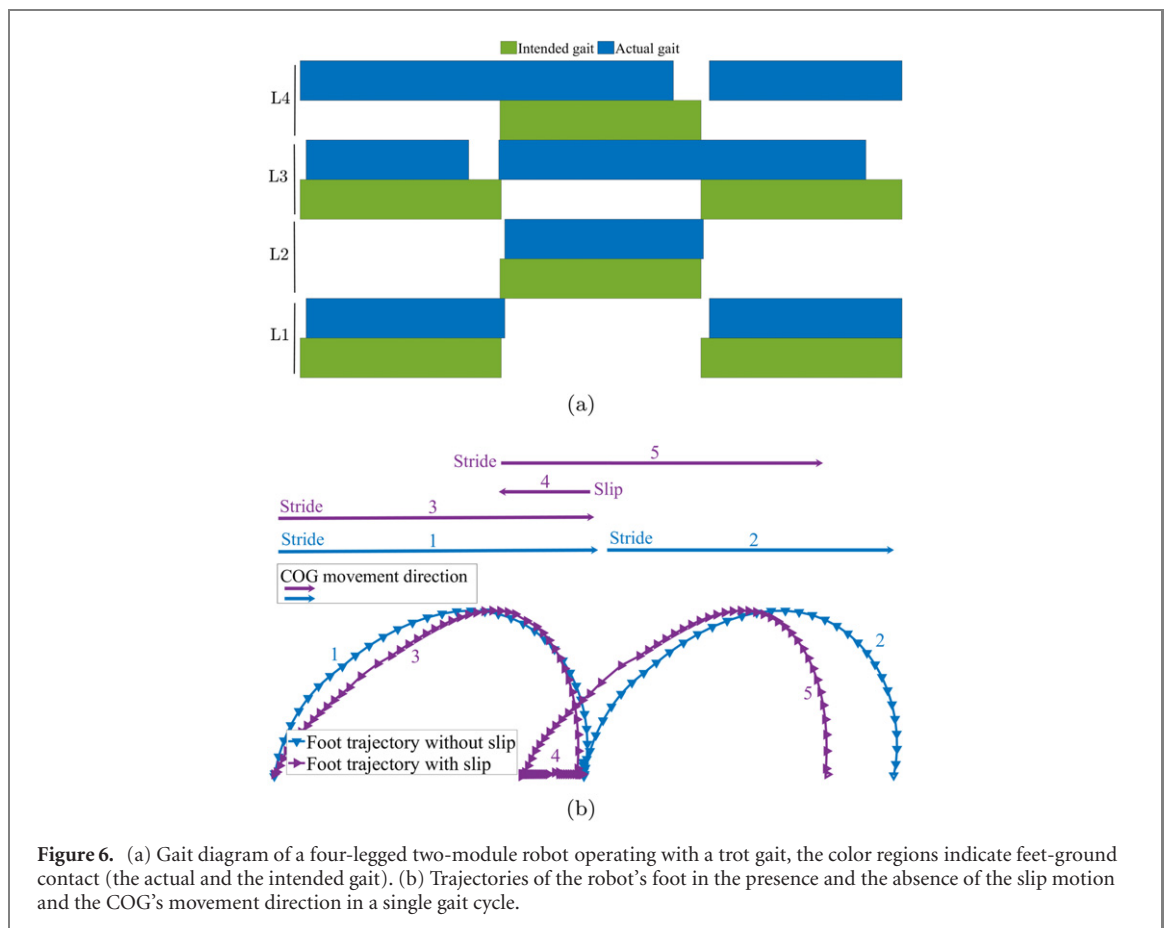 Intended gait Actual gait
L4
L3
L2
L1
(a)
Stride 5
4 Slip
Stride 3
Stride 1 Stride 2
COG movement direction
1 3 2 5
Foot trajectory without slip
Foot trajectory with slip
4
(b)
Figure 6. (a) Gait diagram of a four-legged two-module robot operating with a trot gait, the color regions indicate feet-ground
contact (the actual and the intended gait). (b) Trajectories of the robot's foot in the presence and the absence of the slip motion
and the COG's movement direction in a single gait cycle.